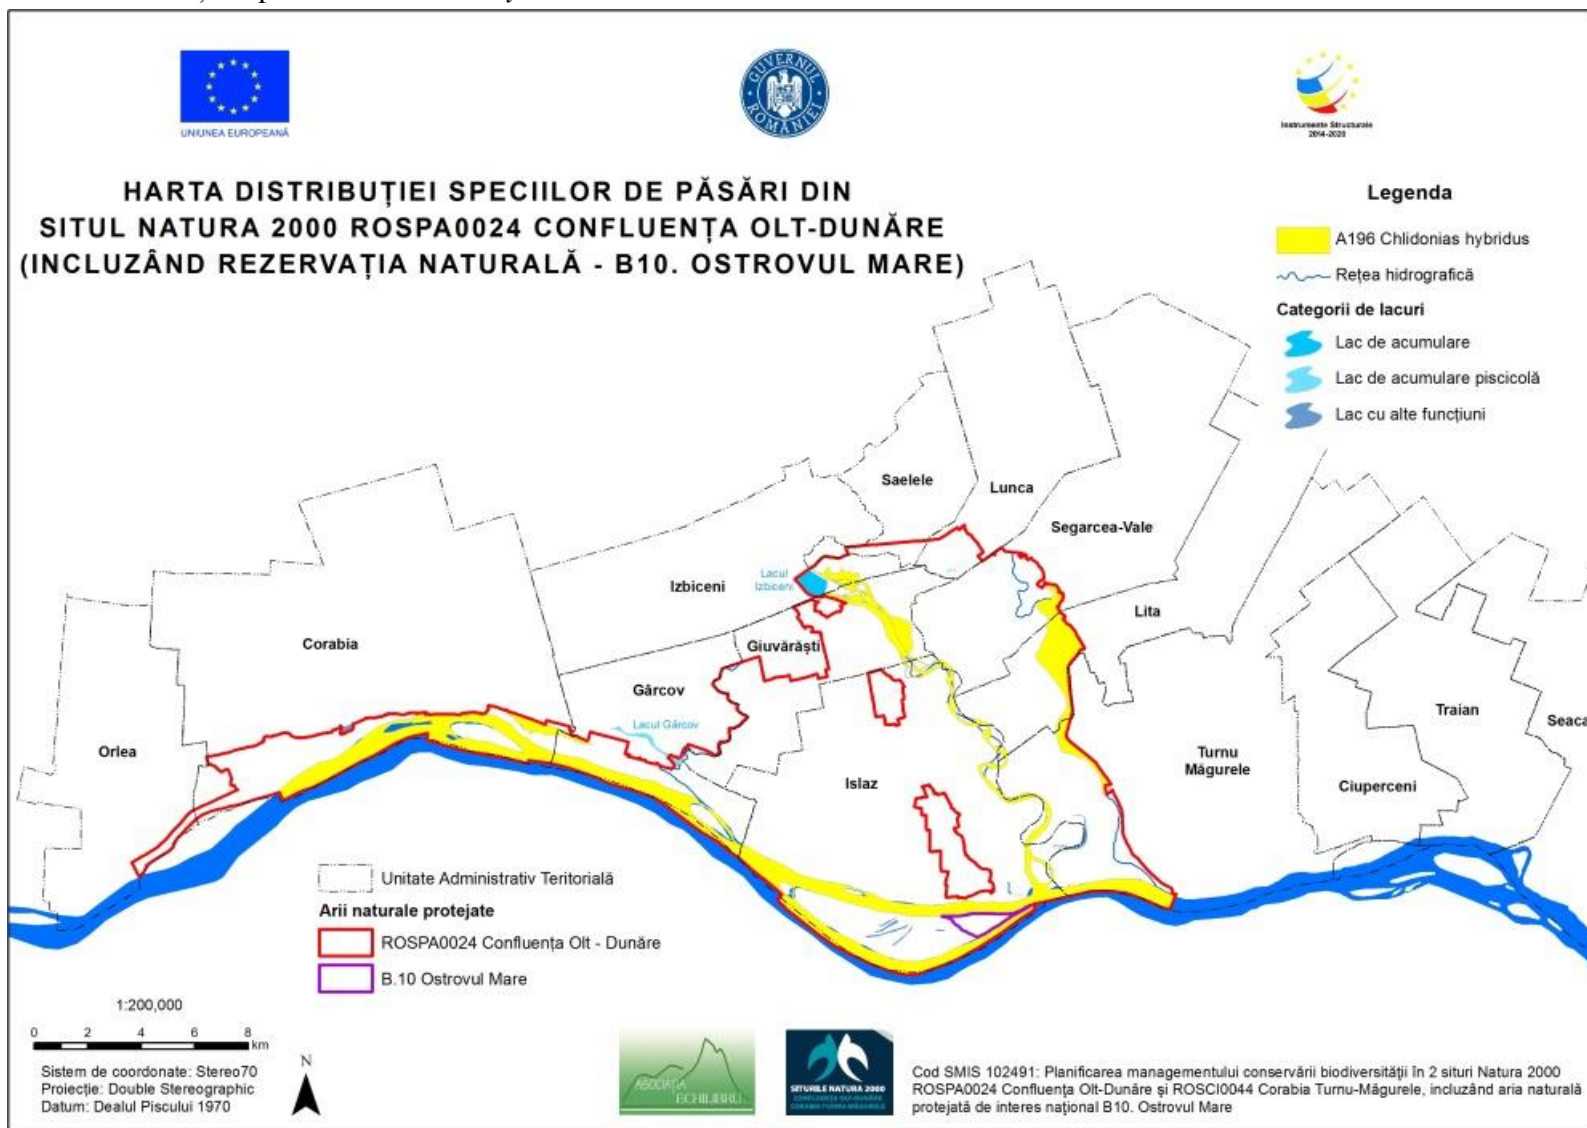 UNIUNEA EUROPEANĂ
GUVERNUL ROMÂNIEI
Instrumente Structurale
2014-2020
HARTA DISTRIBUȚIEI SPECIILOR DE PĂSĂRI DIN
SITUL NATURA 2000 ROSPA0024 CONFLUENȚA OLT-DUNĂRE
(INCLUZÂND REZERVAȚIA NATURALĂ - B10. OSTROVUL MARE)
Legenda
A196 Chlidonias hybridus
Rețea hidrografică
Categorii de lacuri
Lac de acumulare
Lac de acumulare piscicolă
Lac cu alte funcțiuni
Saelele
Lunca
Segarcea-Vale
Lacul
Izbiceni
Izbiceni
Lita
Corabia
Giuvărăști
Gârcov
Lacul Gârcov
Orlea
Islaz
Turnu
Măgurele
Traian
Seaca
Ciuperceni
Unitate Administrativ Teritorială
Arii naturale protejate
ROSPA0024 Confluența Olt - Dunăre
B.10 Ostrovul Mare
1:200,000
0 2 4 6 8
km
N
Sistem de coordonate: Stereo70
Proiecție: Double Stereographic
Datum: Dealul Piscului 1970
ASOCIAȚIA
ECHILIBRU
SITURILE NATURA 2000
CONFLUENȚA OLT-DUNĂRE
CORABIA-TURNU-MĂGURELE
Cod SMIS 102491: Planificarea managementului conservării biodiversității în 2 situri Natura 2000
ROSPA0024 Confluența Olt-Dunăre și ROSCI0044 Corabia Turnu-Măgurele, incluzând aria naturală
protejată de interes național B10. Ostrovul Mare